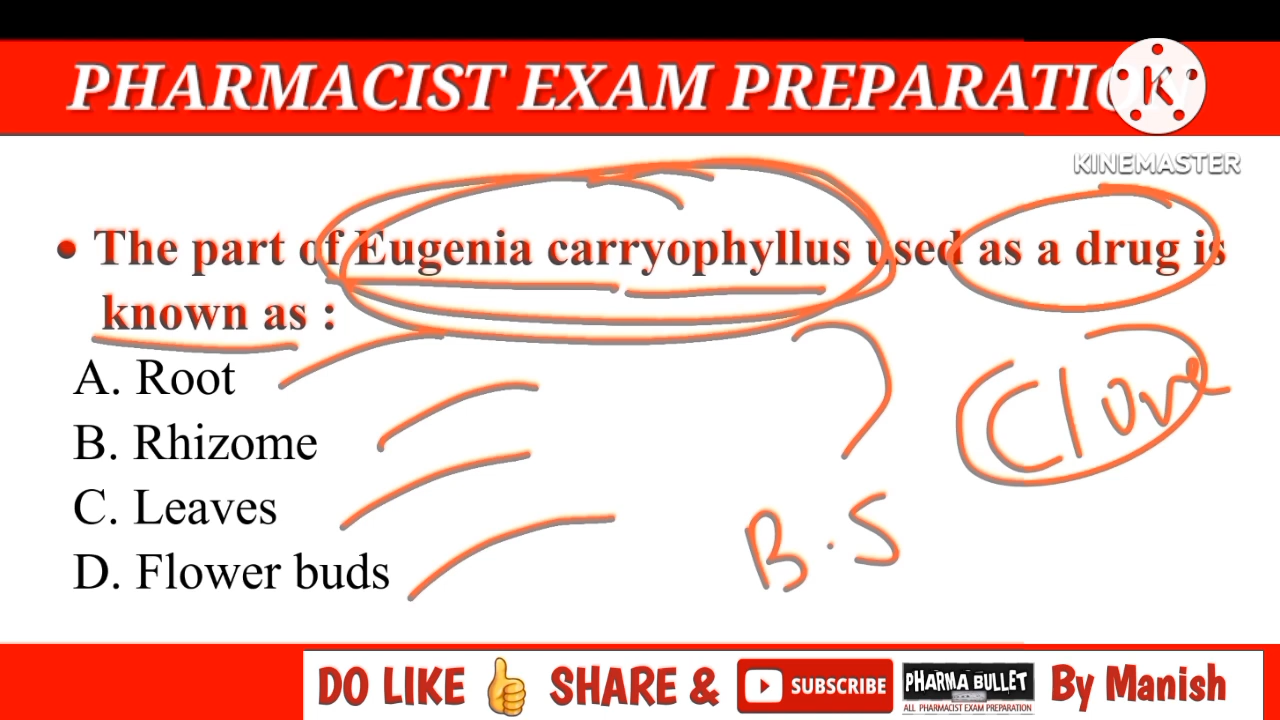 PHARMACIST EXAM PREPARATION
K
KINEMASTER
• The part of Eugenia carryophyllus used as a drug is
known as :
A. Root
B. Rhizome
C. Leaves
D. Flower buds
Clove
B.S
DO LIKE 👍 SHARE & SUBSCRIBE PHARMA BULLET By Manish
ALL PHARMACIST EXAM PREPARATION